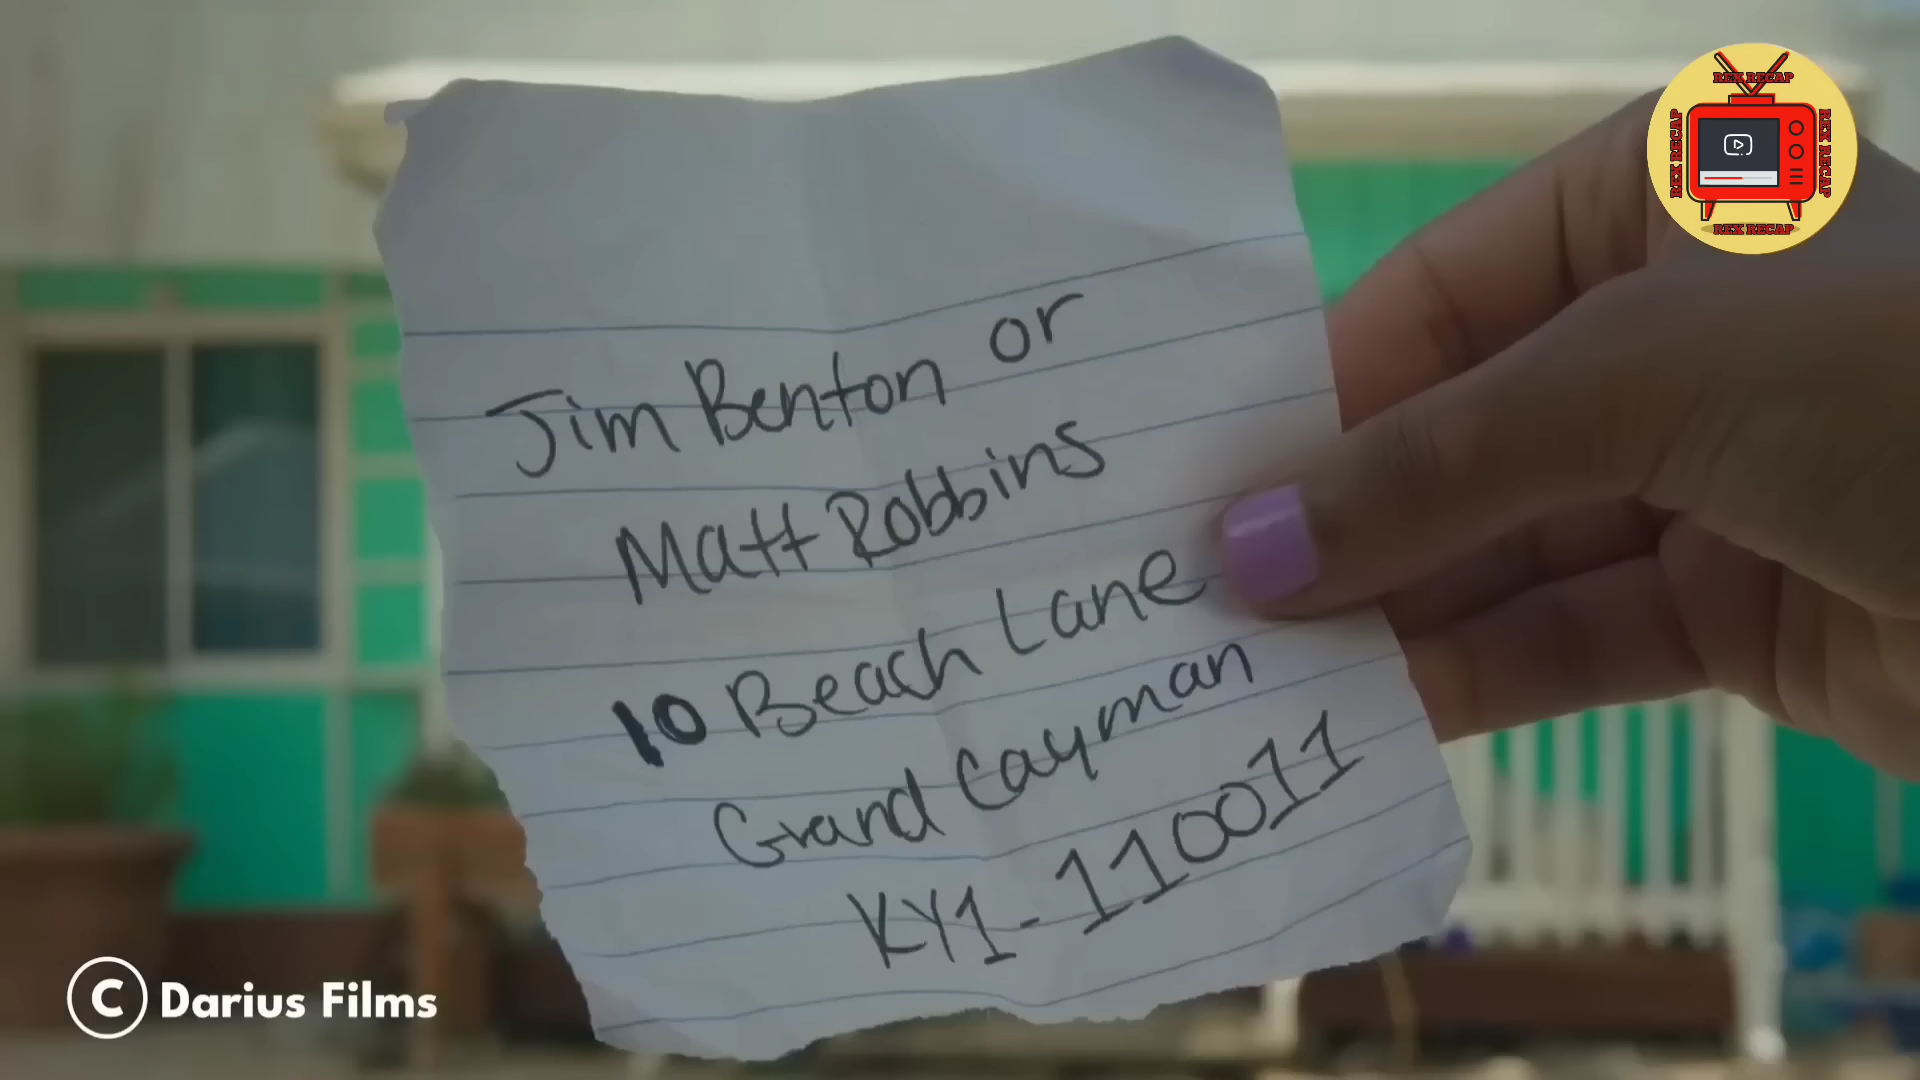 REX RECAP
REX RECAP
REX RECAP
REX RECAP
Jim Benton or
Matt Robbins
10 Beach Lane
Grand Cayman
KY1-110011
C Darius Films